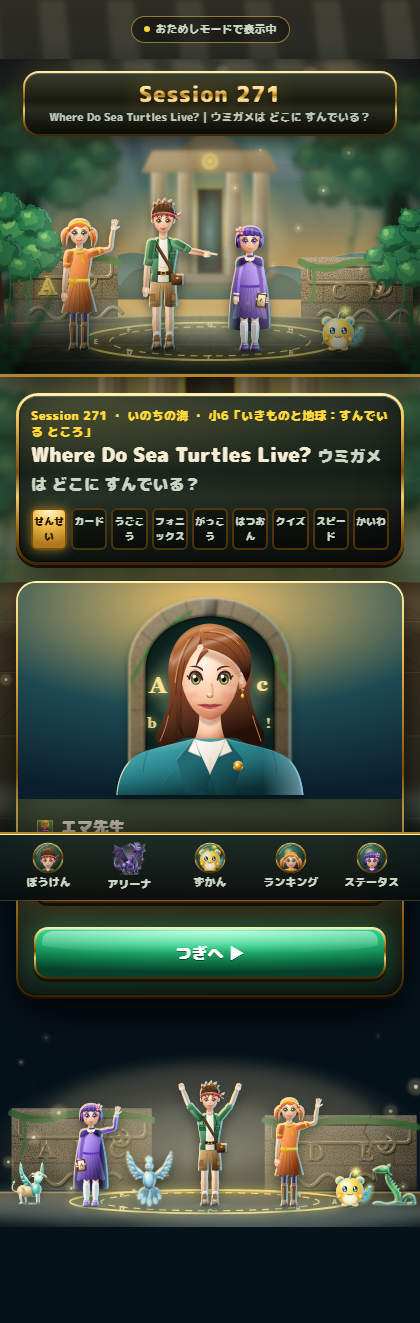 おためしモードで表示中
Session 271
Where Do Sea Turtles Live? | ウミガメは どこに すんでいる?
Session 271 ・ いのちの海 ・ 小6「いきものと地球:すんでい
る ところ」
Where Do Sea Turtles Live? ウミガメ
は どこに すんでいる?
せんせい
カード
うごこう
フォニックス
がっこう
はつおん
クイズ
スピード
かいわ
A c
b !
エマ先生
ぼうけん
アリーナ
ずかん
ランキング
ステータス
つぎへ ▶